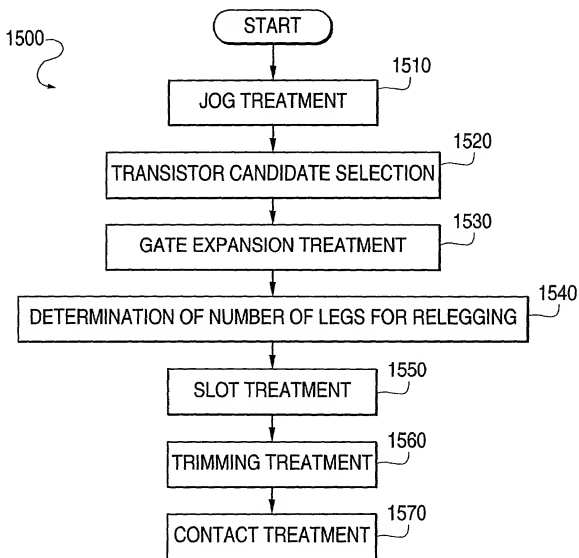 START
1500
1510
JOG TREATMENT
1520
TRANSISTOR CANDIDATE SELECTION
1530
GATE EXPANSION TREATMENT
1540
DETERMINATION OF NUMBER OF LEGS FOR RELEGGING
1550
SLOT TREATMENT
1560
TRIMMING TREATMENT
1570
CONTACT TREATMENT